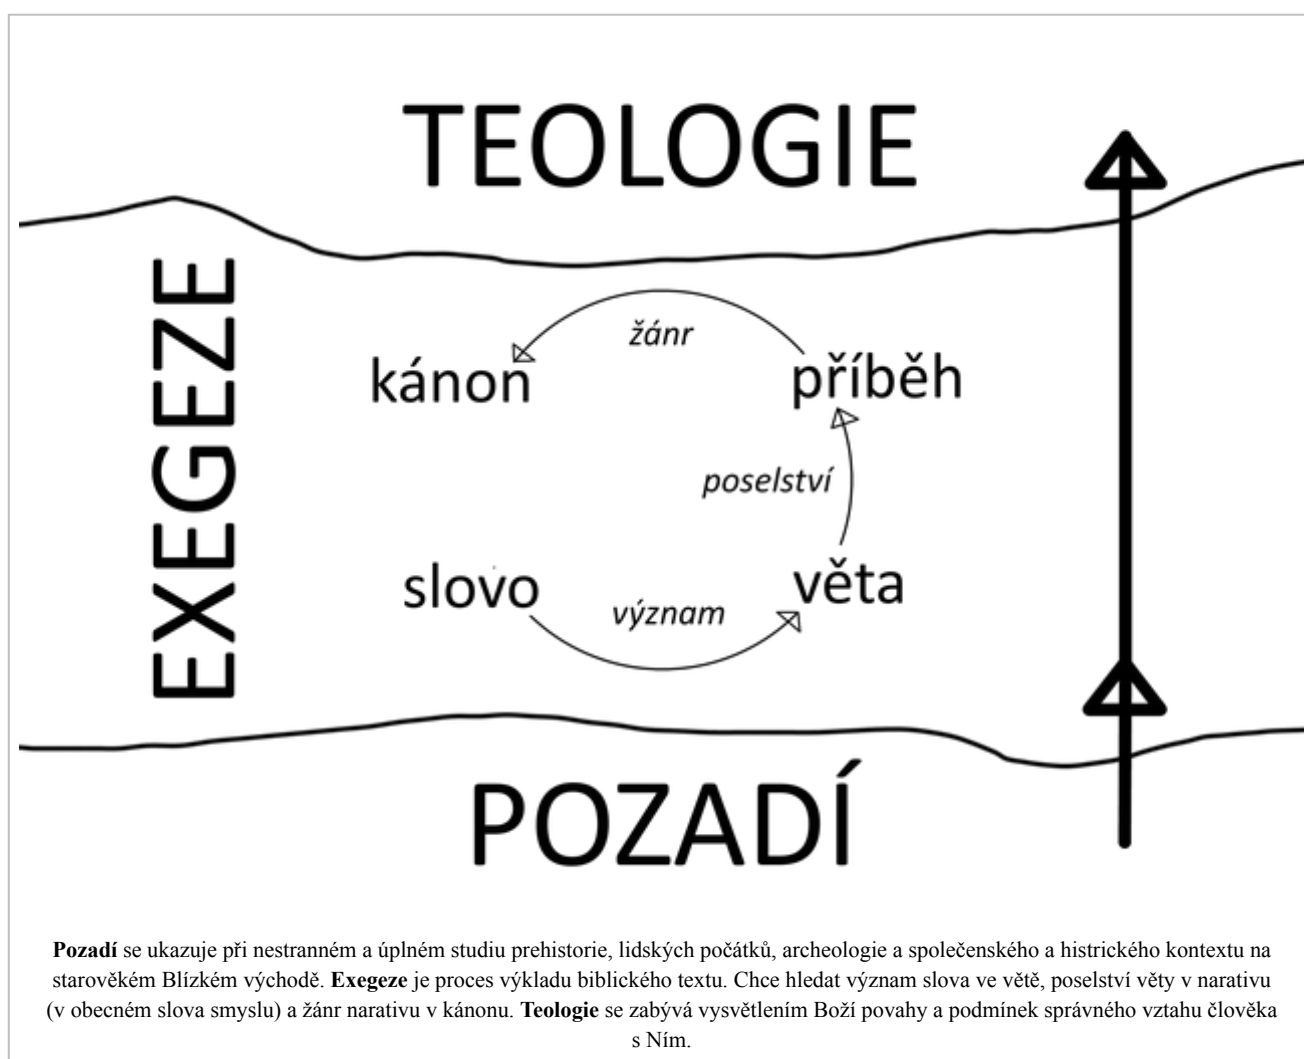 TEOLOGIE
EXEGEZE
žánr
kánon
příběh
poselství
slovo
věta
význam
POZADÍ
Pozadí se ukazuje při nestranném a úplném studiu prehistorie, lidských počátků, archeologie a společenského a histrického kontextu na
starověkém Blízkém východě. Exegeze je proces výkladu biblického textu. Chce hledat význam slova ve větě, poselství věty v narativu
(v obecném slova smyslu) a žánr narativu v kánonu. Teologie se zabývá vysvětlením Boží povahy a podmínek správného vztahu člověka
s Ním.